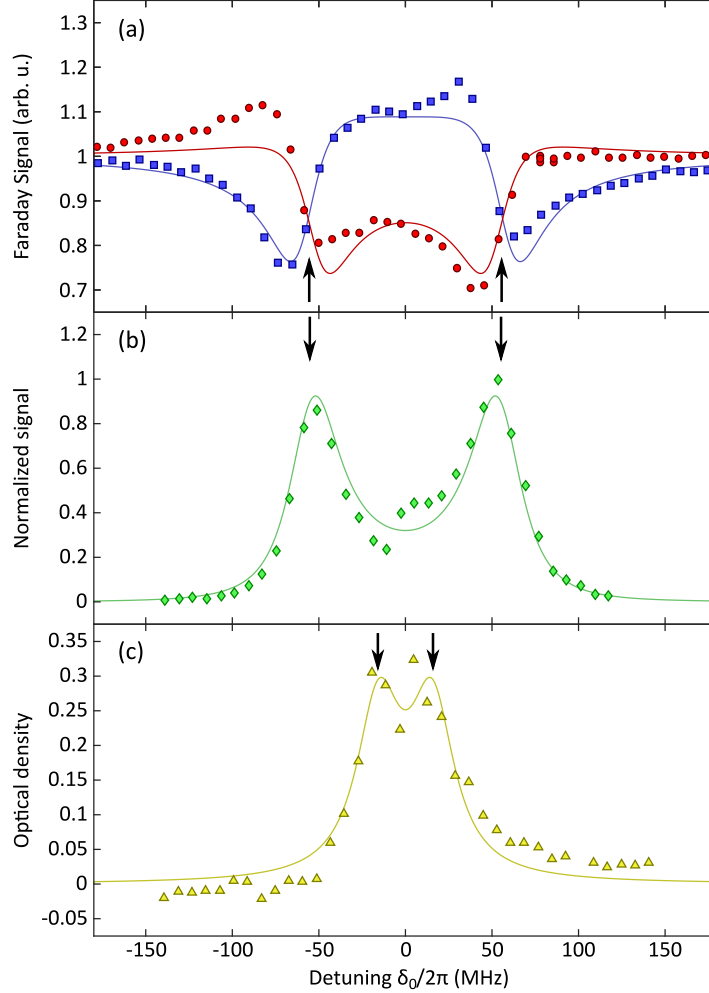 (a)
1.3
1.2
1.1
1
0.9
0.8
0.7
Faraday Signal (arb. u.)
(b)
1.2
1
0.8
0.6
0.4
0.2
0
Normalized signal
(c)
0.35
0.3
0.25
0.2
0.15
0.1
0.05
0
-0.05
Optical density
-150 -100 -50 0 50 100 150
Detuning δ₀/2π (MHz)